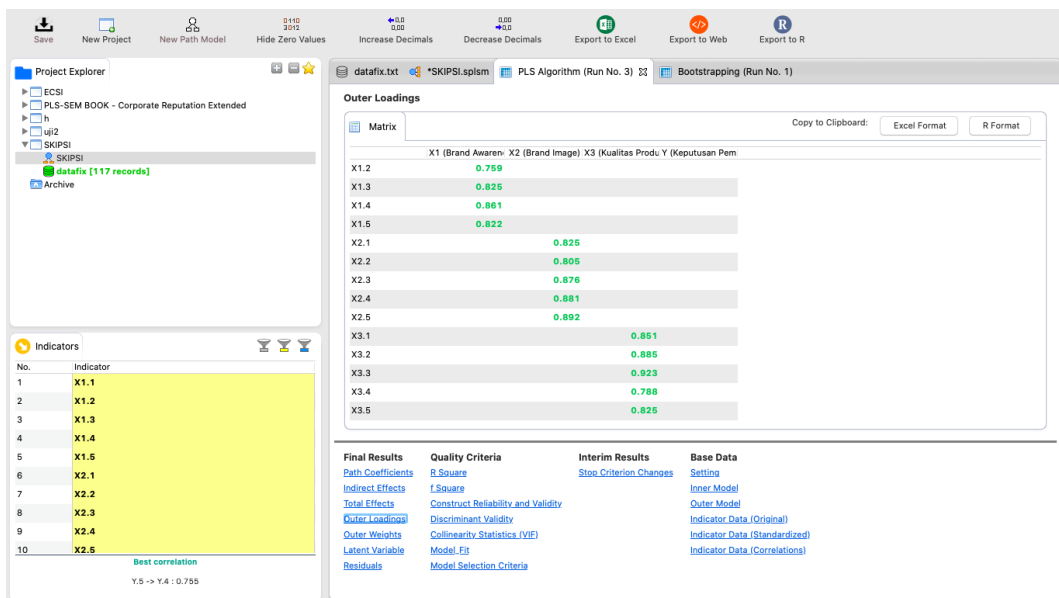 Save New Project New Path Model Hide Zero Values Increase Decimals Decrease Decimals Export to Excel Export to Web Export to R
Project Explorer
ECSI
PLS-SEM BOOK - Corporate Reputation Extended
h
uji2
SKIPSI
SKIPSI
datafix [117 records]
Archive
Indicators
No. Indicator
1 X1.1
2 X1.2
3 X1.3
4 X1.4
5 X1.5
6 X2.1
7 X2.2
8 X2.3
9 X2.4
10 X2.5
Best correlation
Y.5 -> Y.4 : 0.755
datafix.txt *SKIPSI.splsm PLS Algorithm (Run No. 3) Bootstrapping (Run No. 1)
Outer Loadings
Matrix Copy to Clipboard: Excel Format R Format
X1 (Brand Awaren X2 (Brand Image) X3 (Kualitas Produ Y (Keputusan Pem
X1.2 0.759
X1.3 0.825
X1.4 0.861
X1.5 0.822
X2.1 0.825
X2.2 0.805
X2.3 0.876
X2.4 0.881
X2.5 0.892
X3.1 0.851
X3.2 0.885
X3.3 0.923
X3.4 0.788
X3.5 0.825
Final Results Quality Criteria Interim Results Base Data
Path Coefficients R Square Stop Criterion Changes Setting
Indirect Effects f Square Inner Model
Total Effects Construct Reliability and Validity Outer Model
Outer Loadings Discriminant Validity Indicator Data (Original)
Outer Weights Collinearity Statistics (VIF) Indicator Data (Standardized)
Latent Variable Model_Fit Indicator Data (Correlations)
Residuals Model Selection Criteria